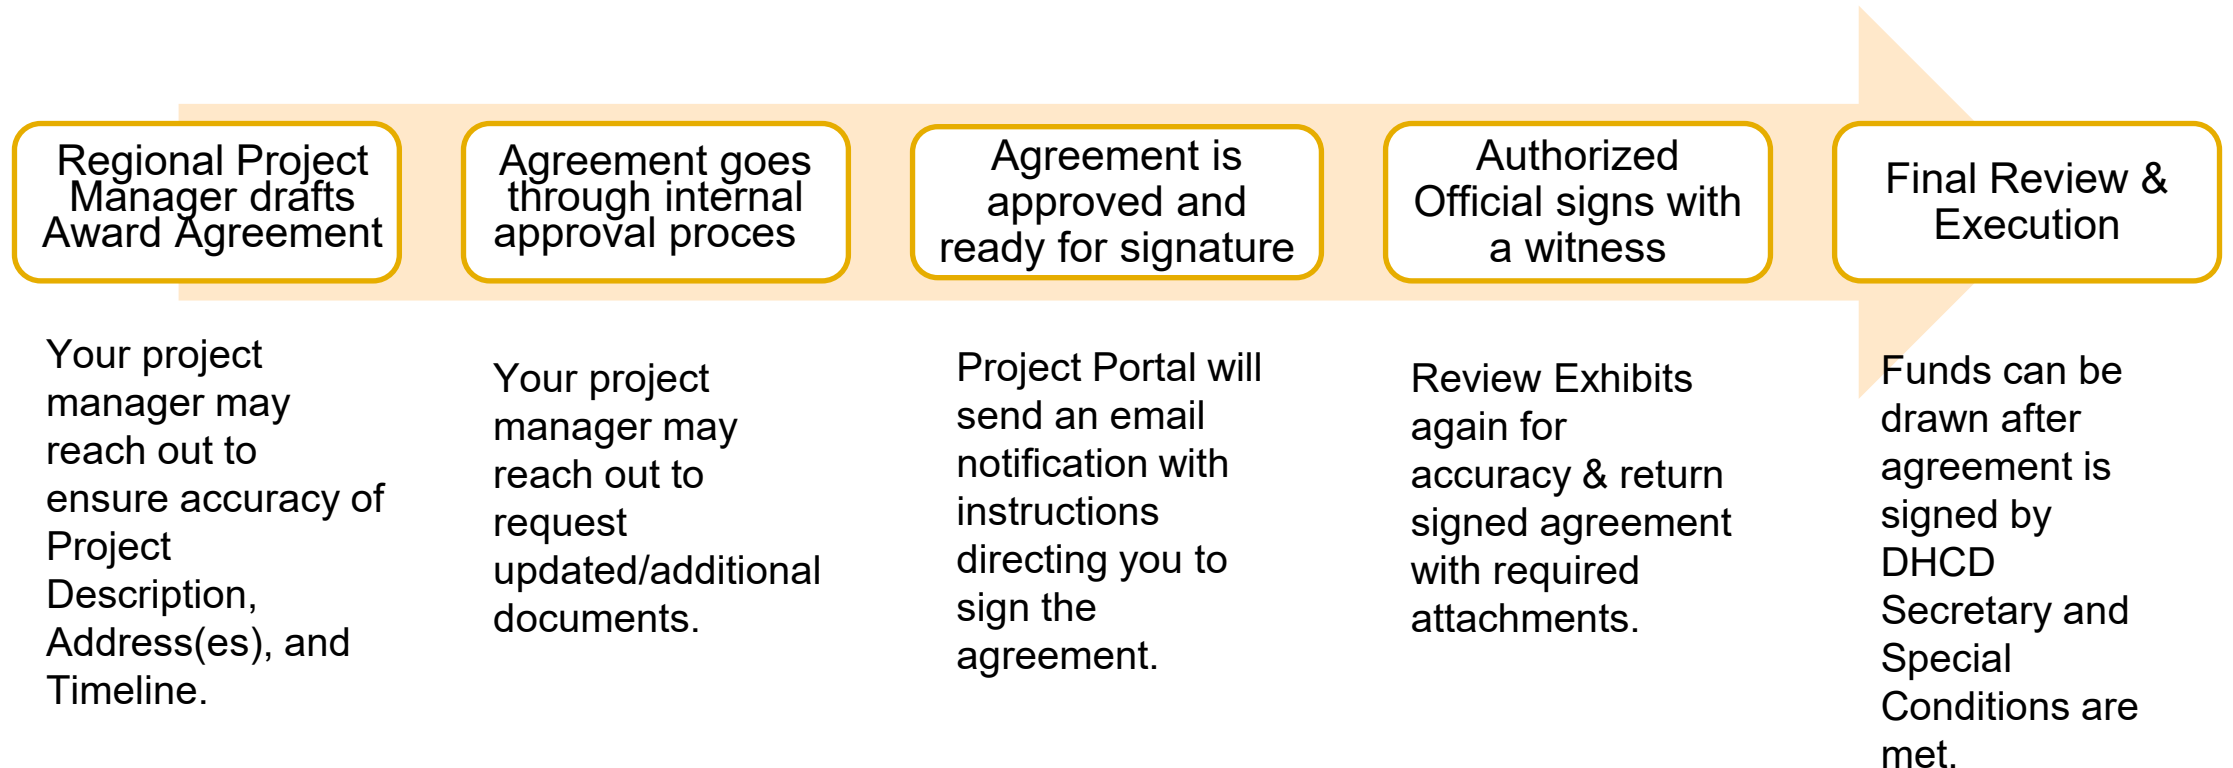 Regional Project
Manager drafts
Award Agreement
Agreement goes
through internal
approval proces
Agreement is
approved and
ready for signature
Authorized
Official signs with
a witness
Final Review &
Execution
Your project
manager may
reach out to
ensure accuracy of
Project
Description,
Address(es), and
Timeline.
Your project
manager may
reach out to
request
updated/additional
documents.
Project Portal will
send an email
notification with
instructions
directing you to
sign the
agreement.
Review Exhibits
again for
accuracy & return
signed agreement
with required
attachments.
Funds can be
drawn after
agreement is
signed by
DHCD
Secretary and
Special
Conditions are
met.